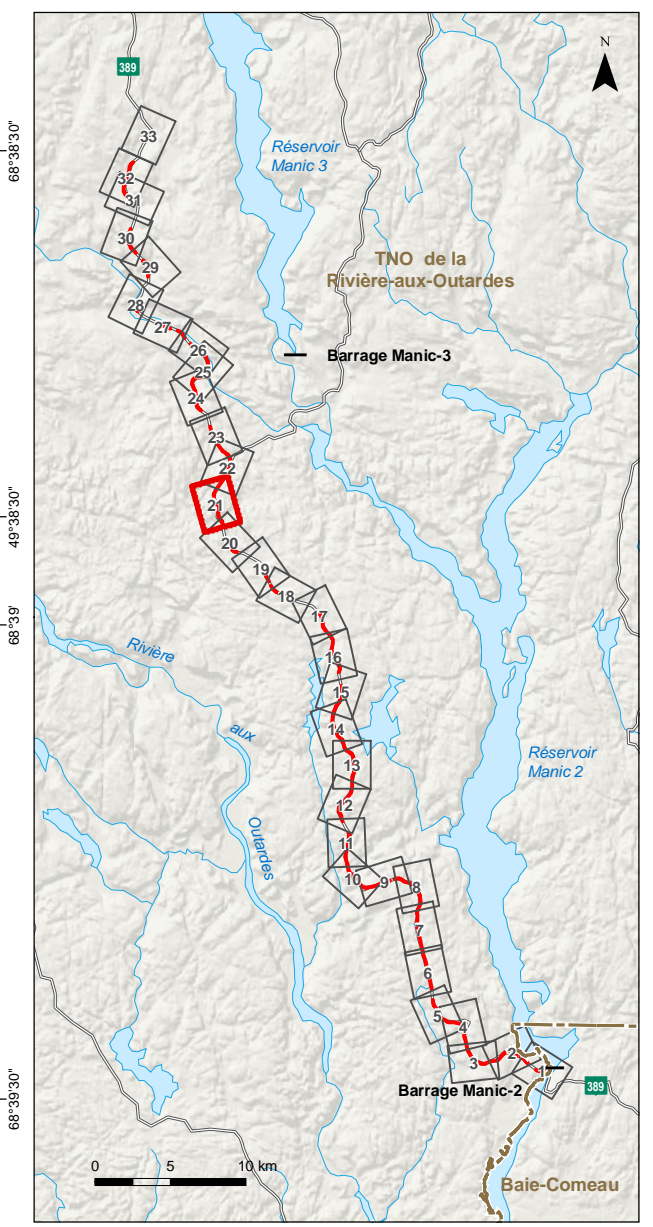 389
N
68°38'30"
33
Réservoir
Manic 3
32
31
30
TNO de la
Rivière-aux-Outardes
29
28
27
26
Barrage Manic-3
25
24
23
22
49°38'30"
21
20
19
18
68°39'
17
Rivière
16
15
aux
14
Réservoir
Manic 2
13
12
Outardes
11
10
9
8
7
6
5
4
2
3
1
Barrage Manic-2
389
68°39'30"
0 5 10 km
Baie-Comeau